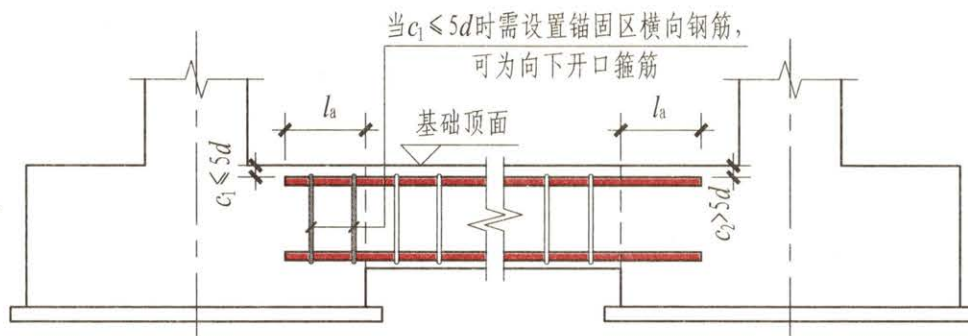 当c₁≤5d时需设置锚固区横向钢筋，
可为向下开口箍筋
lₐ
基础顶面
lₐ
c₁≤5d
c₂>5d